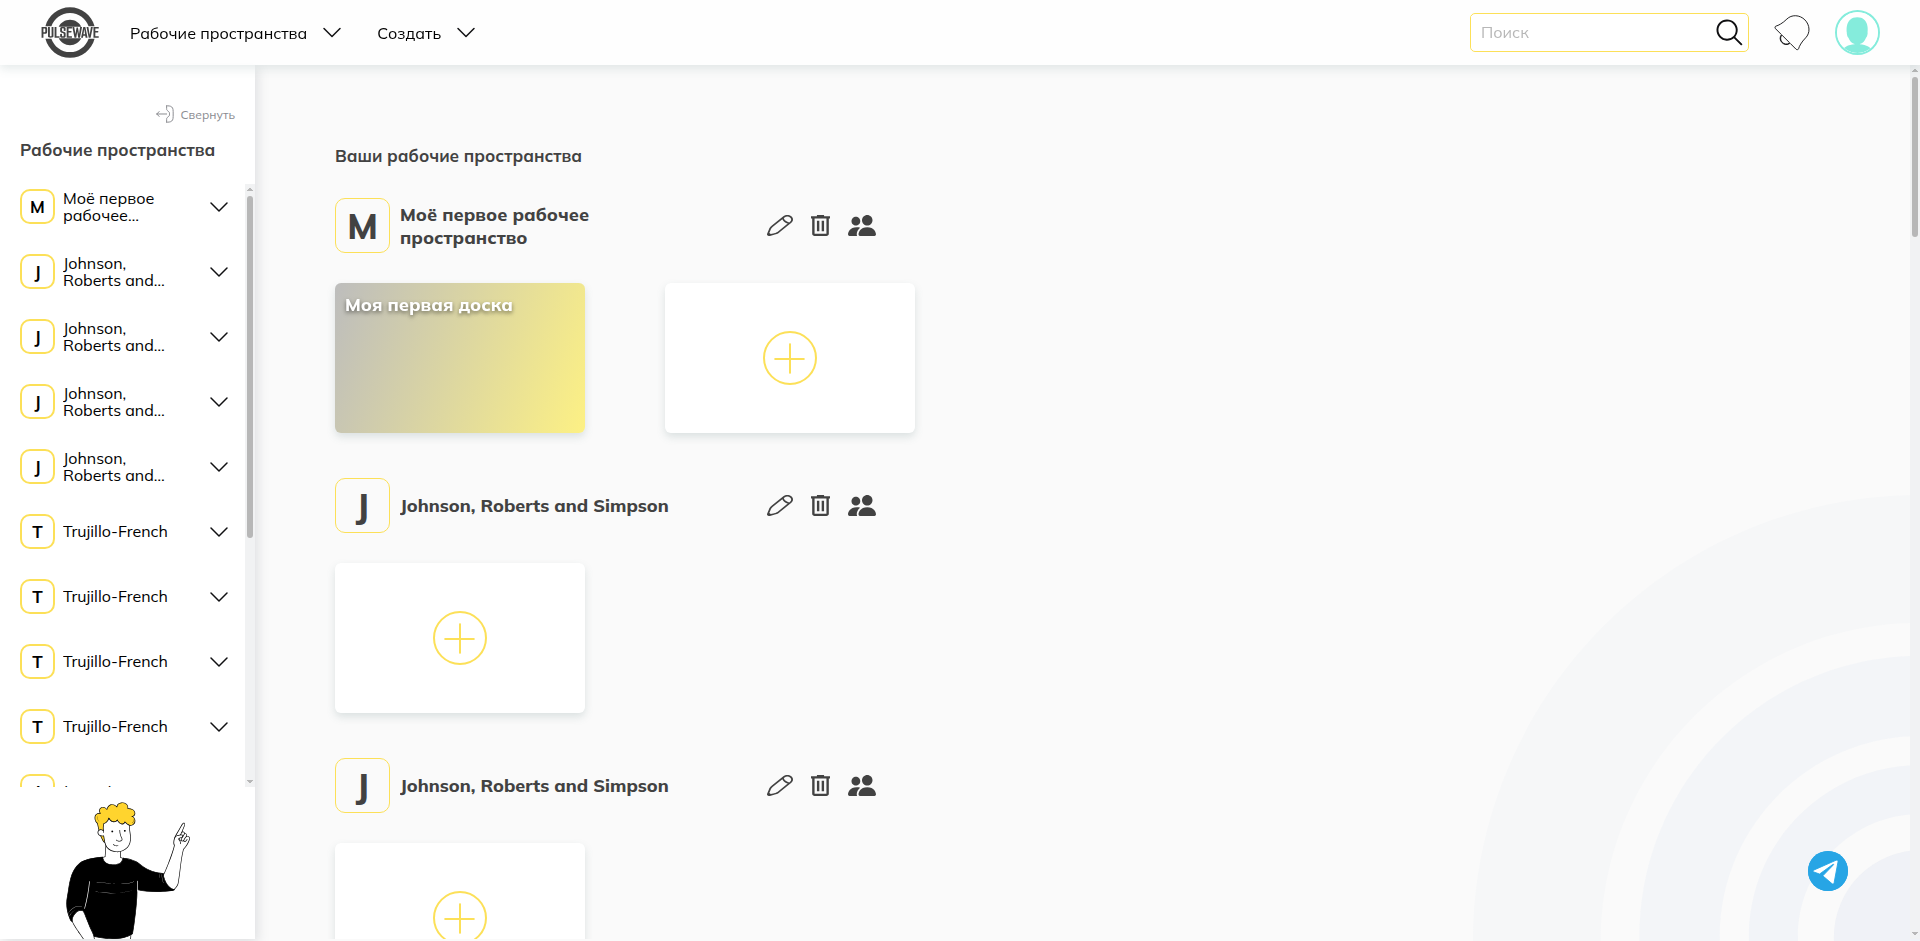 PULSEWAVE
Рабочие пространства
Создать
Поиск
Свернуть
Рабочие пространства
M
Моё первое
рабочее...
J
Johnson,
Roberts and...
J
Johnson,
Roberts and...
J
Johnson,
Roberts and...
J
Johnson,
Roberts and...
T
Trujillo-French
T
Trujillo-French
T
Trujillo-French
T
Trujillo-French
Ваши рабочие пространства
M
Моё первое рабочее
пространство
Моя первая доска
J
Johnson, Roberts and Simpson
J
Johnson, Roberts and Simpson